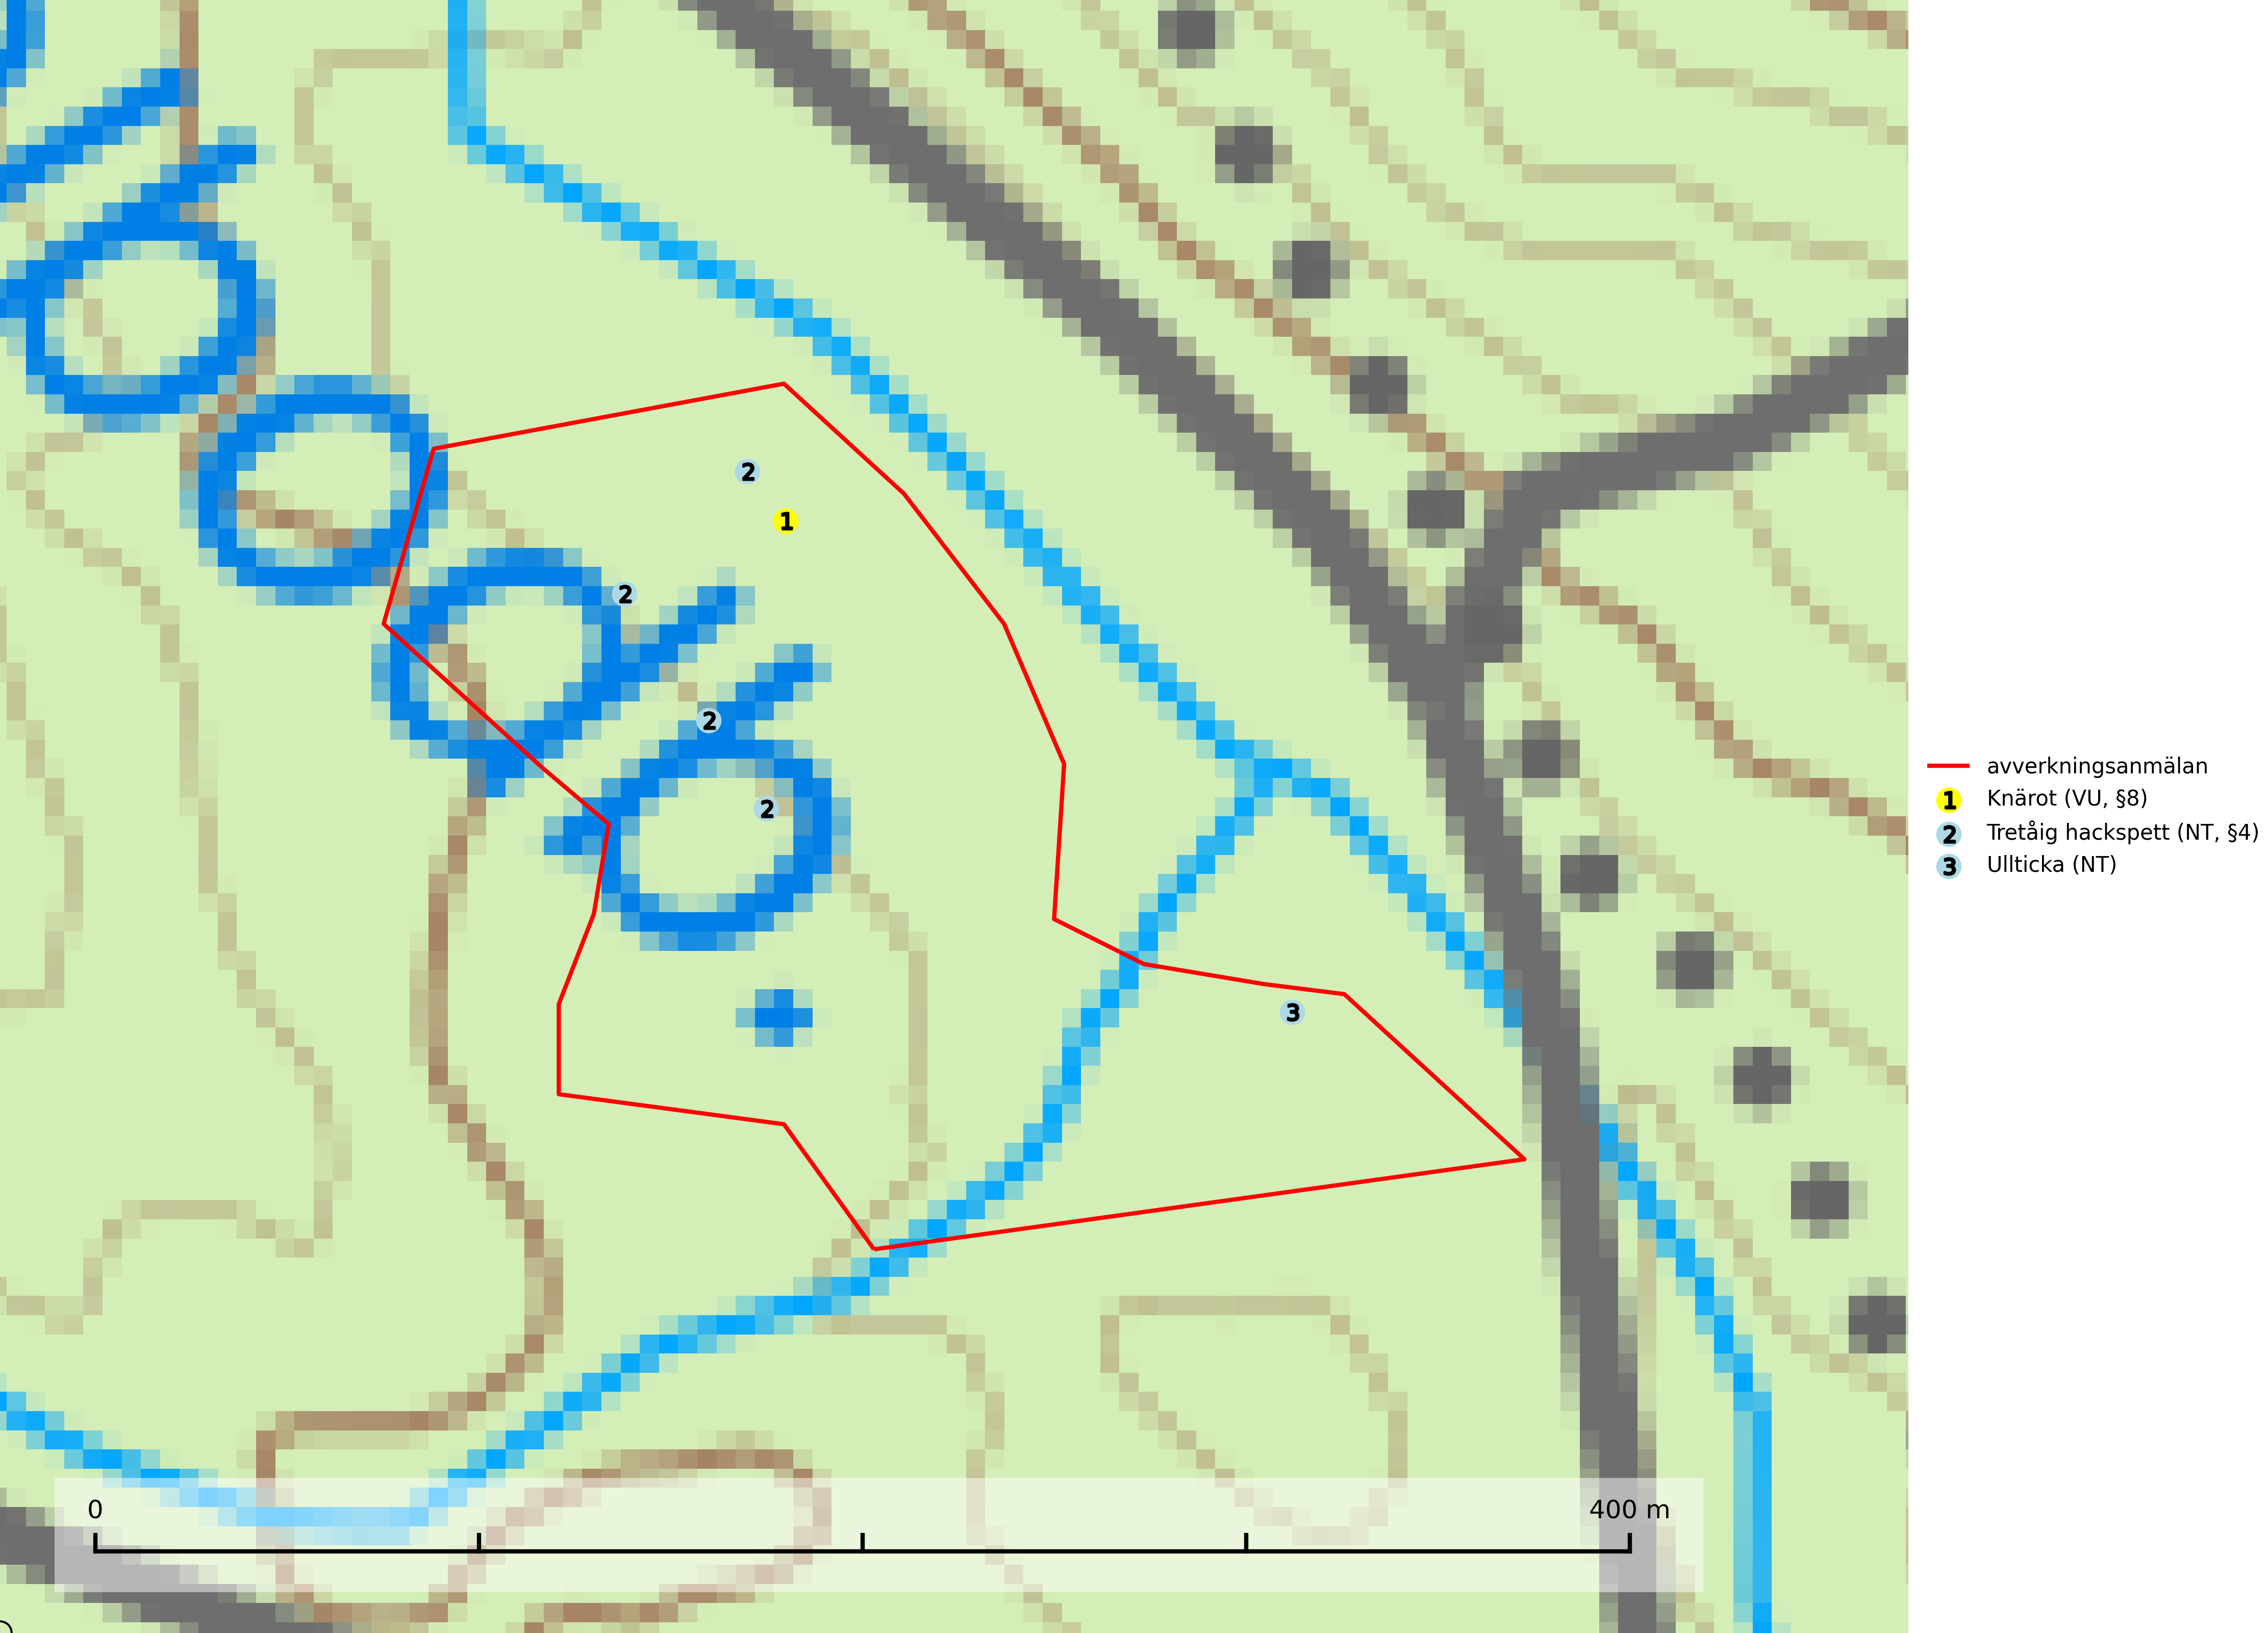 2
1
2
2
2
3
avverkningsanmälan
1 Knärot (VU, §8)
2 Tretåig hackspett (NT, §4)
3 Ullticka (NT)
0 400 m